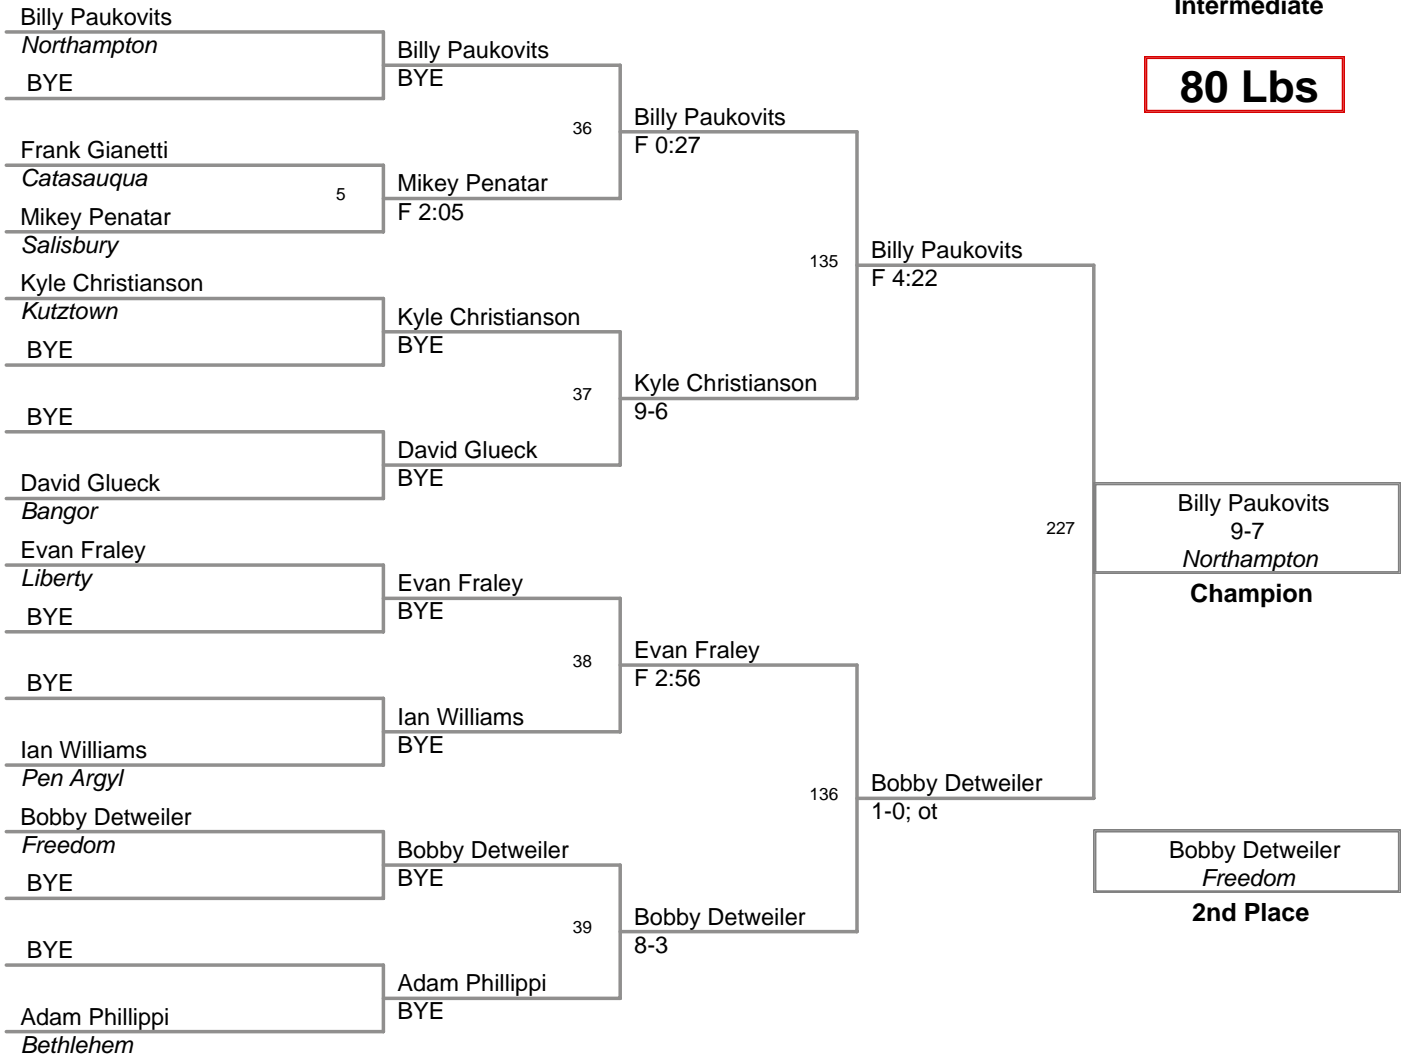 Intermediate
80 Lbs
Billy Paukovits
Northampton
BYE
Frank Gianetti
Catasauqua
5
Mikey Penatar
Salisbury
Kyle Christianson
Kutztown
BYE
BYE
David Glueck
Bangor
Evan Fraley
Liberty
BYE
BYE
Ian Williams
Pen Argyl
Bobby Detweiler
Freedom
BYE
BYE
Adam Phillippi
Bethlehem
Billy Paukovits
BYE
36
Mikey Penatar
F 2:05
Kyle Christianson
BYE
37
David Glueck
BYE
Evan Fraley
BYE
38
Ian Williams
BYE
Bobby Detweiler
BYE
39
Adam Phillippi
BYE
Billy Paukovits
F 0:27
135
Kyle Christianson
9-6
Evan Fraley
F 2:56
136
Bobby Detweiler
8-3
Billy Paukovits
F 4:22
227
Bobby Detweiler
1-0; ot
Billy Paukovits
9-7
Northampton
Champion
Bobby Detweiler
Freedom
2nd Place